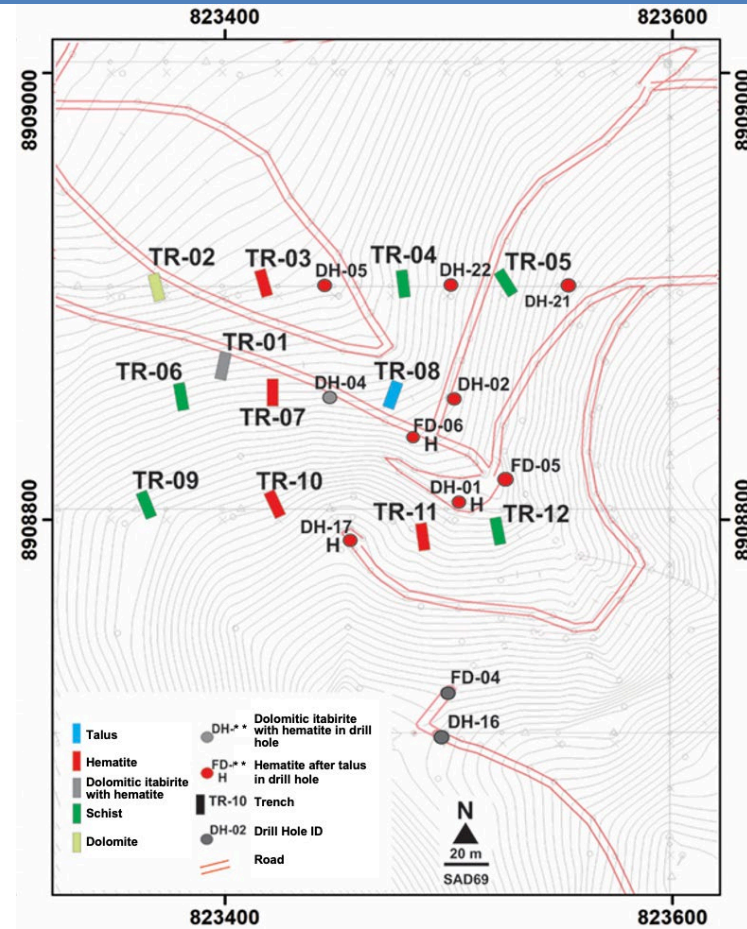 823400 823600
8909000 8909000
TR-02 TR-03 TR-04 TR-05
DH-05 DH-22
DH-21
TR-01
TR-06 DH-04 TR-08
DH-02
TR-07
FD-06
H
TR-09 TR-10 FD-05
DH-01
H
8908800 8908800
TR-11 TR-12
DH-17
H
FD-04
DH-16
Talus
Hematite
Dolomitic itabirite
with hematite
Schist
Dolomite
DH-** Dolomitic itabirite
with hematite in drill
hole
FD-** Hematite after talus
H in drill hole
TR-10 Trench
DH-02 Drill Hole ID
Road
N
20 m
SAD69
823400 823600